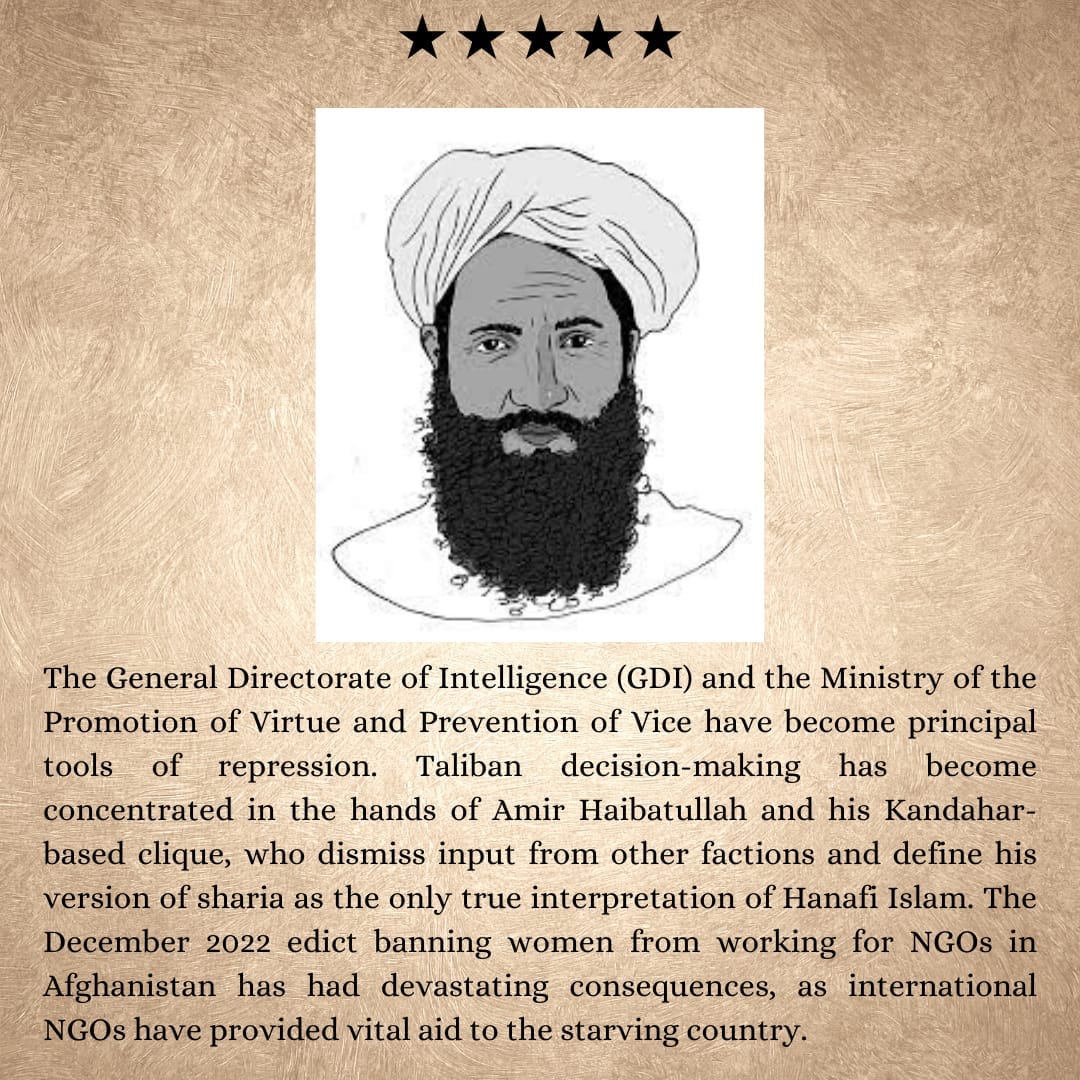 The General Directorate of Intelligence (GDI) and the Ministry of the
Promotion of Virtue and Prevention of Vice have become principal
tools of repression. Taliban decision-making has become
concentrated in the hands of Amir Haibatullah and his Kandahar-
based clique, who dismiss input from other factions and define his
version of sharia as the only true interpretation of Hanafi Islam. The
December 2022 edict banning women from working for NGOs in
Afghanistan has had devastating consequences, as international
NGOs have provided vital aid to the starving country.